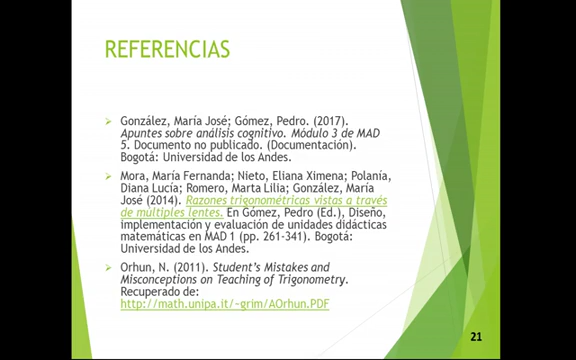 REFERENCIAS
González, María José; Gómez, Pedro. (2017).
Apuntes sobre análisis cognitivo. Módulo 3 de MAD
5. Documento no publicado. (Documentación).
Bogotá: Universidad de los Andes.
Mora, María Fernanda; Nieto, Eliana Ximena; Polanía,
Diana Lucía; Romero, Marta Lilia; González, María
José (2014). Razones trigonométricas vistas a través
de múltiples lentes. En Gómez, Pedro (Ed.), Diseño,
implementación y evaluación de unidades didácticas
matemáticas en MAD 1 (pp. 261-341). Bogotá:
Universidad de los Andes.
Orhun, N. (2011). Student's Mistakes and
Misconceptions on Teaching of Trigonometry.
Recuperado de:
http://math.unipa.it/~grim/AOrhun.PDF
21